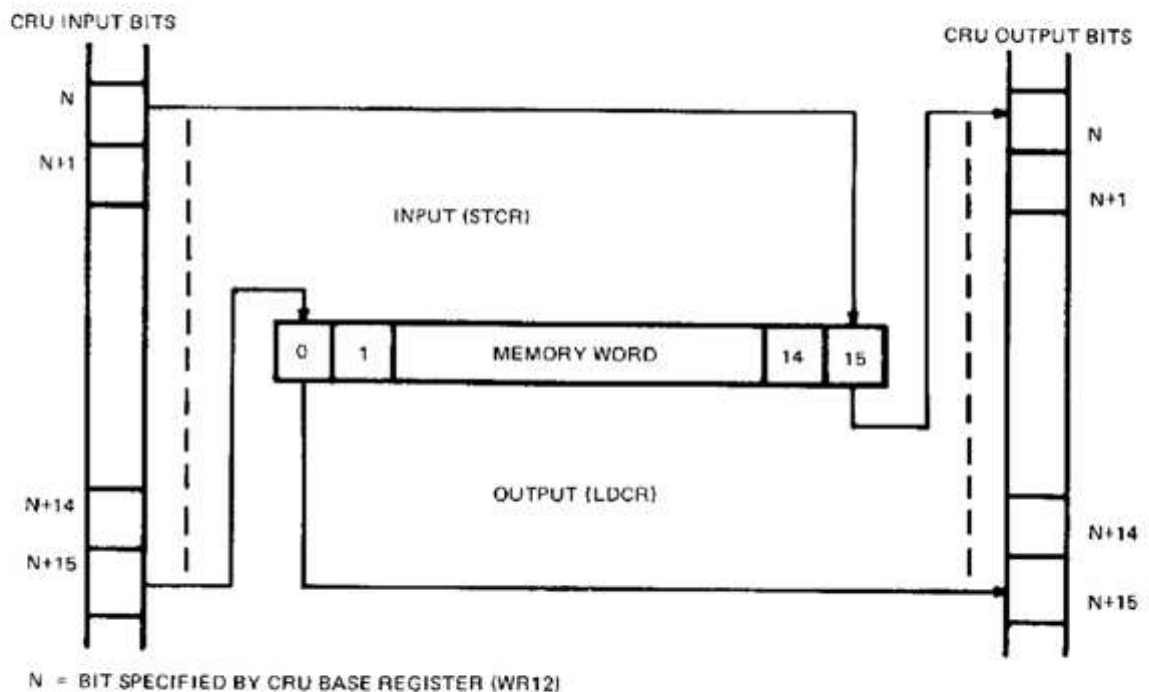 CRU INPUT BITS
CRU OUTPUT BITS
N
N
N+1
N+1
INPUT (STCR)
0
1
MEMORY WORD
14
15
OUTPUT (LDCR)
N+14
N+14
N+15
N+15
N = BIT SPECIFIED BY CRU BASE REGISTER (WR12)